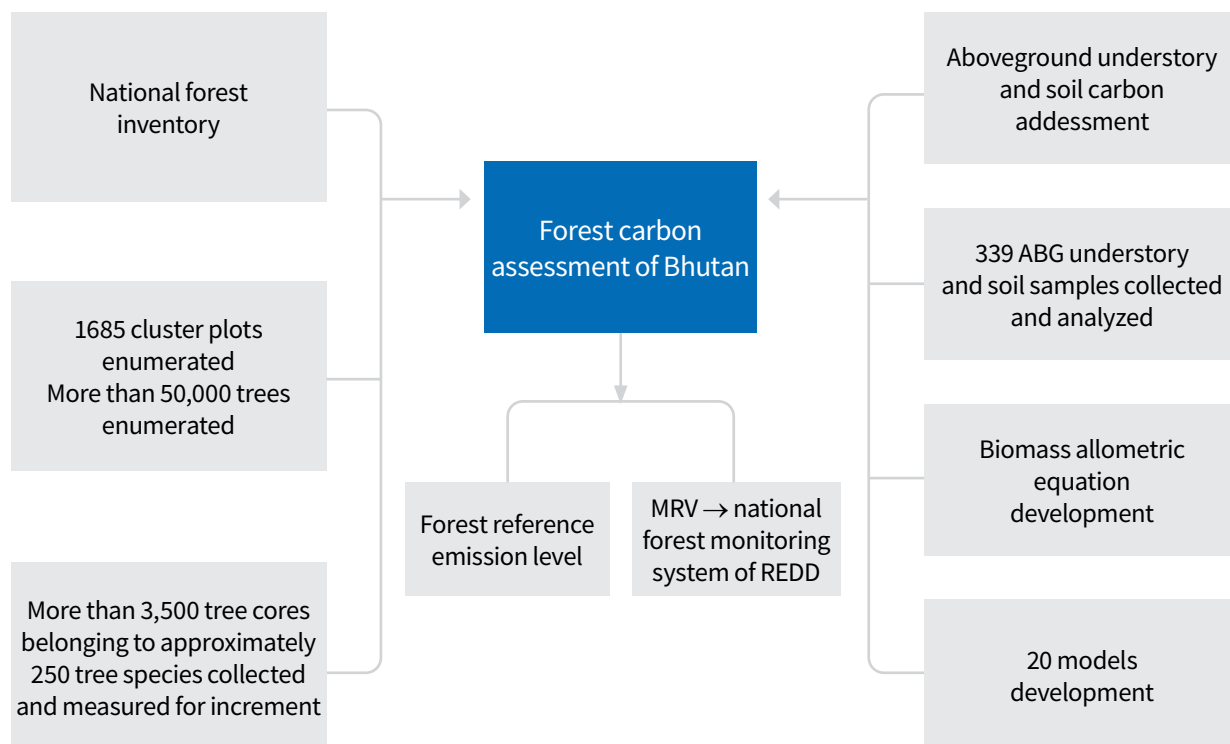 National forest
inventory
1685 cluster plots
enumerated
More than 50,000 trees
enumerated
More than 3,500 tree cores
belonging to approximately
250 tree species collected
and measured for increment
Forest carbon
assessment of Bhutan
Forest reference
emission level
MRV → national
forest monitoring
system of REDD
Aboveground understory
and soil carbon
addessment
339 ABG understory
and soil samples collected
and analyzed
Biomass allometric
equation
development
20 models
development